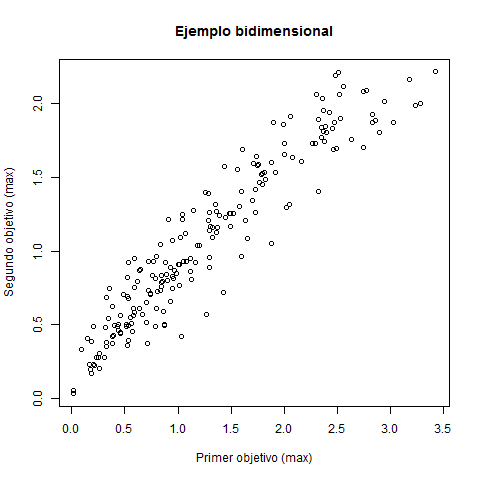 Ejemplo bidimensional
Segundo objetivo (max)
2.0
1.5
1.0
0.5
0.0
0.0 0.5 1.0 1.5 2.0 2.5 3.0 3.5
Primer objetivo (max)